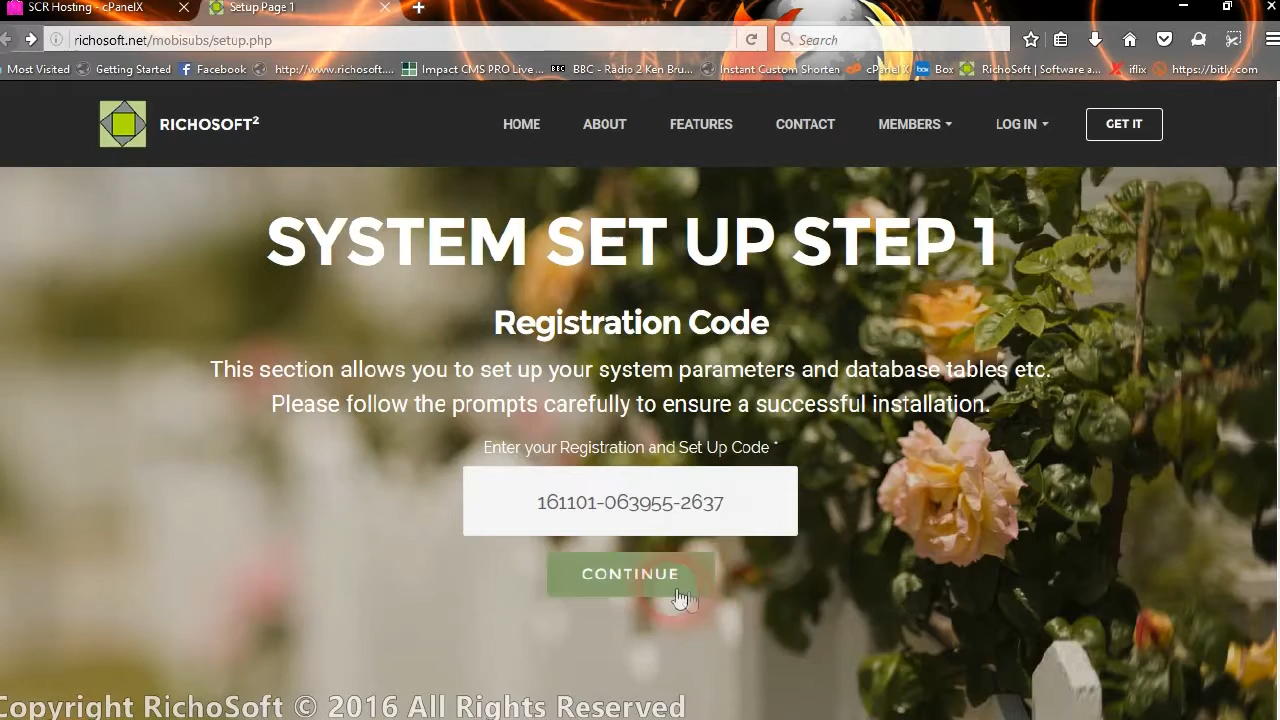 SCR Hosting - cPanelX
Setup Page 1
richosoft.net/mobisubs/setup.php
Search
Most Visited
Getting Started
Facebook
http://www.richosoft....
Impact CMS PRO Live ...
BBC
BBC - Radio 2 Ken Bru...
Instant Custom Shorten
cPanel X
box
Box
RichoSoft | Software a...
iflix
https://bitly.com
RICHOSOFT²
HOME
ABOUT
FEATURES
CONTACT
MEMBERS
LOG IN
GET IT
SYSTEM SET UP STEP 1
Registration Code
This section allows you to set up your system parameters and database tables etc.
Please follow the prompts carefully to ensure a successful installation.
Enter your Registration and Set Up Code *
161101-063955-2637
CONTINUE
Copyright RichoSoft © 2016 All Rights Reserved